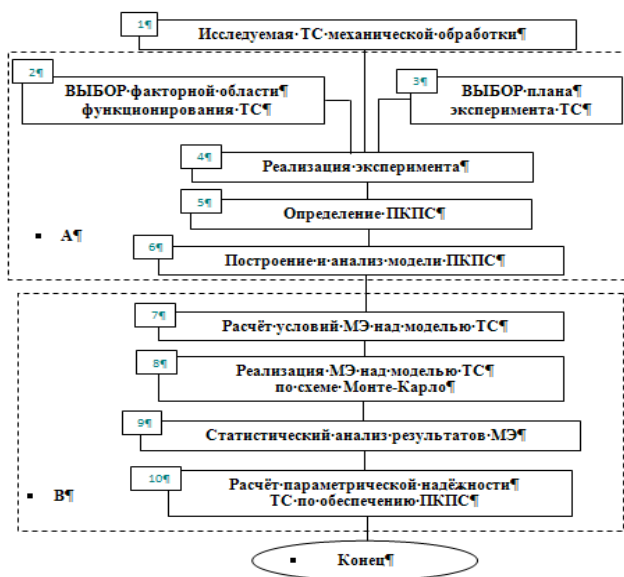 1¶
Исследуемая·ТС·механической·обработки¶
2¶
ВЫБОР·факторной·области¶
функционирования·ТС¶
3¶
ВЫБОР·плана¶
эксперимента·ТС¶
4¶
Реализация·эксперимента¶
5¶
Определение·ПКПС¶
▪ А¶
6¶
Построение·и·анализ·модели·ПКПС¶
7¶
Расчёт·условий·МЭ·над·моделью·ТС¶
8¶
Реализация·МЭ·над·моделью·ТС¶
по·схеме·Монте-Карло¶
9¶
Статистический·анализ·результатов·МЭ¶
10¶
Расчёт·параметрической·надёжности¶
ТС·по·обеспечению·ПКПС¶
▪ В¶
▪ Конец¶